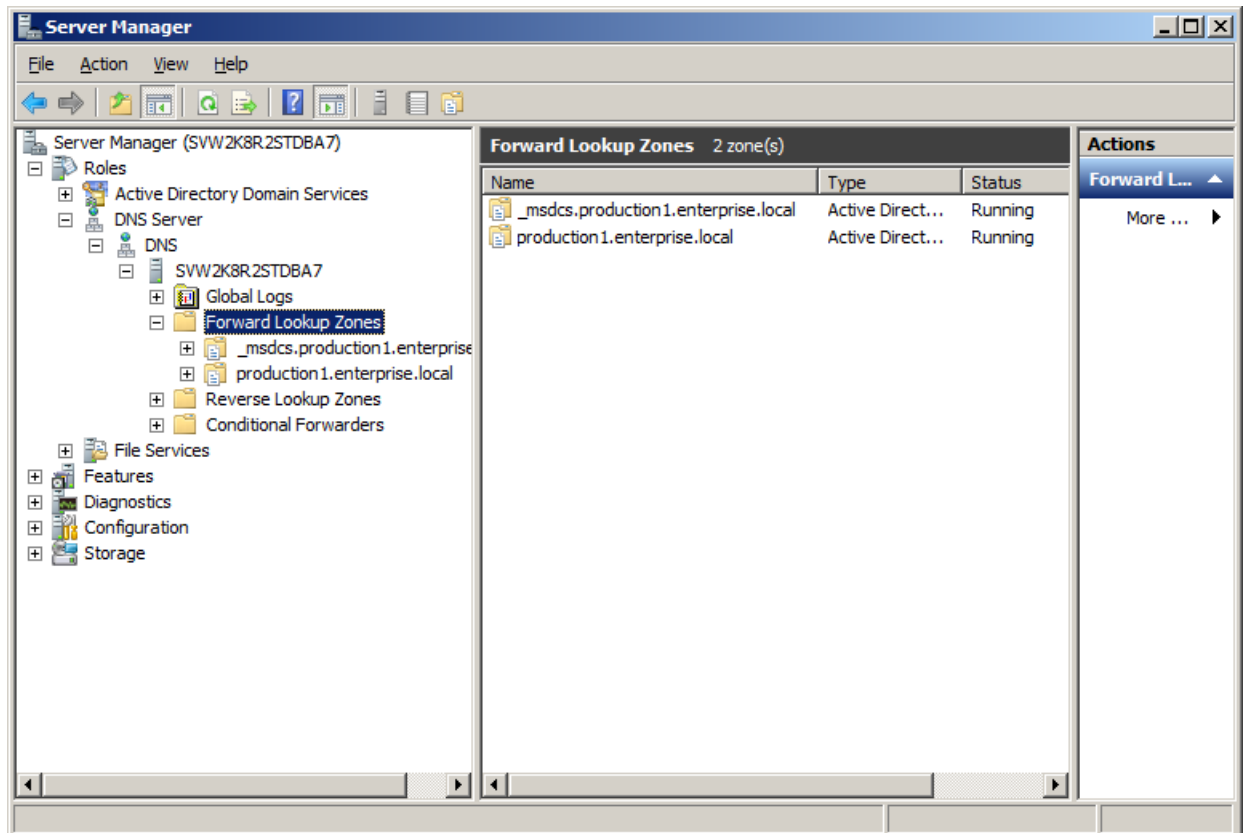 Server Manager
File Action View Help
Server Manager (SVW2K8R2STDBA7)
Roles
Active Directory Domain Services
DNS Server
DNS
SVW2K8R2STDBA7
Global Logs
Forward Lookup Zones
_msdcs.production1.enterprise
production1.enterprise.local
Reverse Lookup Zones
Conditional Forwarders
File Services
Features
Diagnostics
Configuration
Storage
Forward Lookup Zones 2 zone(s)
Name Type Status
_msdcs.production1.enterprise.local Active Direct... Running
production1.enterprise.local Active Direct... Running
Actions
Forward L...
More ...